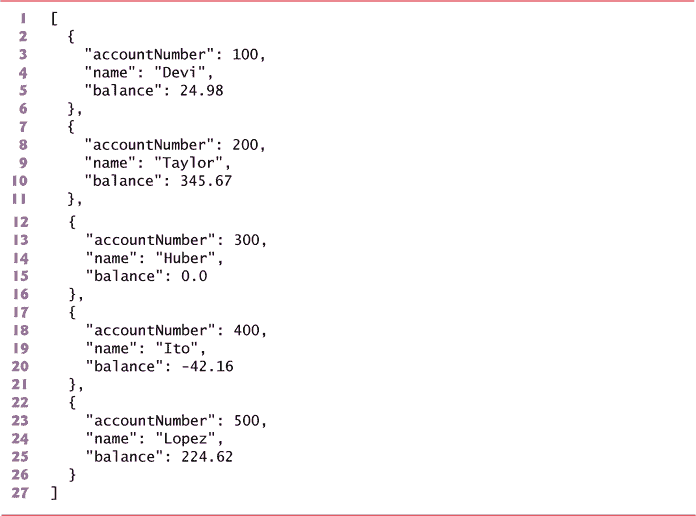 1 [
2   {
3     "accountNumber": 100,
4     "name": "Devi",
5     "balance": 24.98
6   },
7   {
8     "accountNumber": 200,
9     "name": "Taylor",
10     "balance": 345.67
11   },
12   {
13     "accountNumber": 300,
14     "name": "Huber",
15     "balance": 0.0
16   },
17   {
18     "accountNumber": 400,
19     "name": "Ito",
20     "balance": -42.16
21   },
22   {
23     "accountNumber": 500,
24     "name": "Lopez",
25     "balance": 224.62
26   }
27 ]